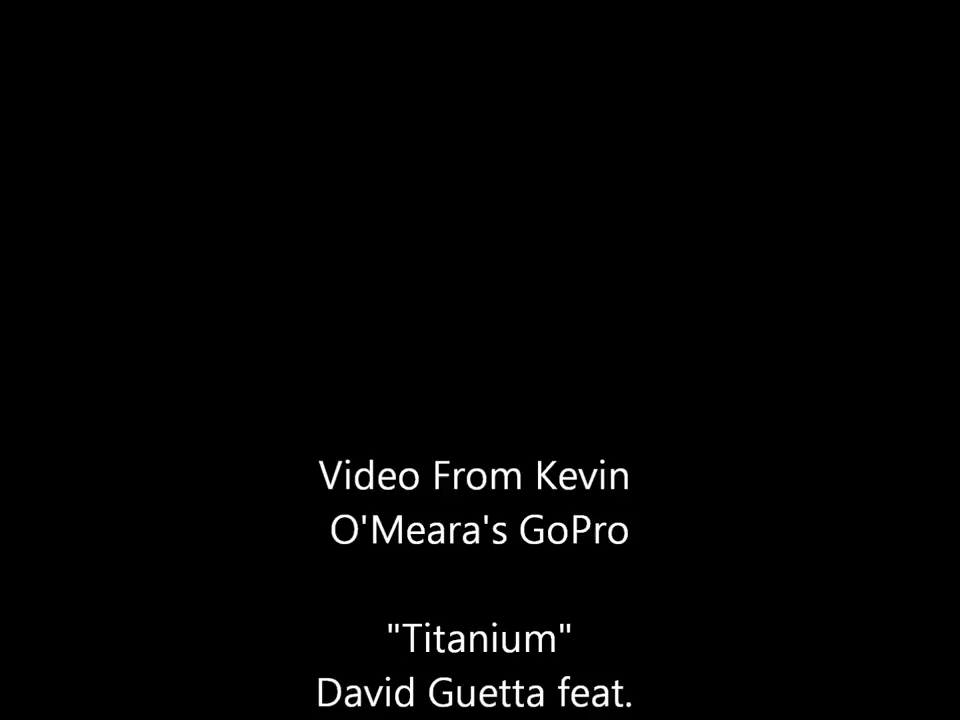 Video From Kevin
O'Meara's GoPro
"Titanium"
David Guetta feat.